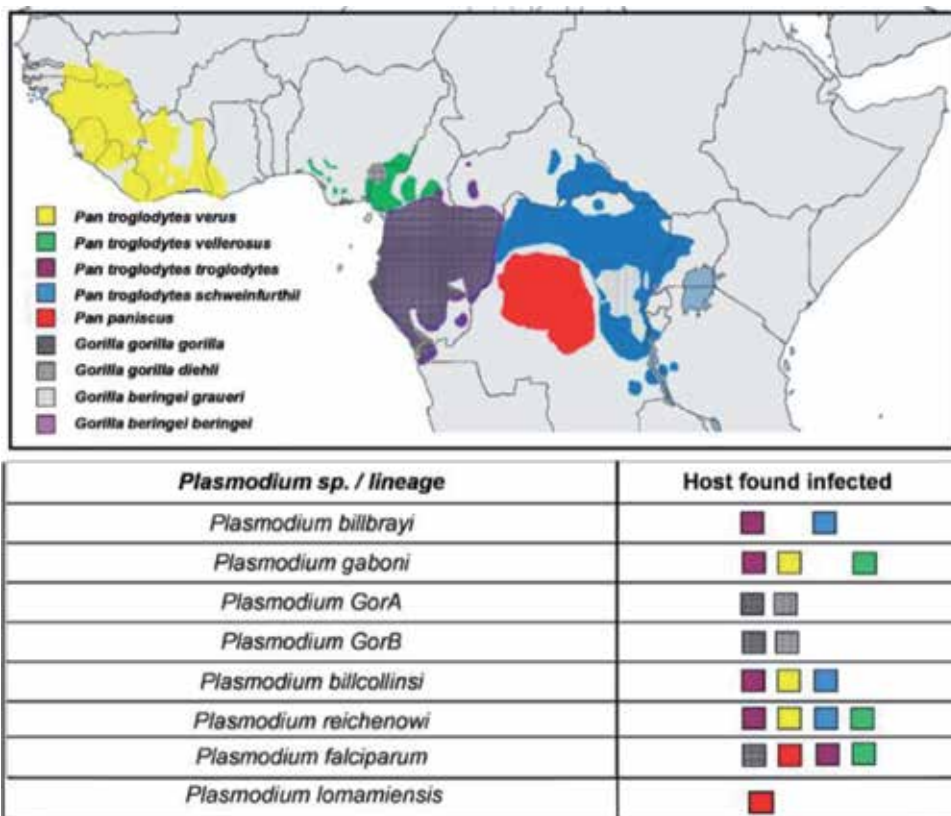 Pan troglodytes verus
Pan troglodytes vellerosus
Pan troglodytes troglodytes
Pan troglodytes schweinfurthii
Pan paniscus
Gorilla gorilla gorilla
Gorilla gorilla diehli
Gorilla beringei graueri
Gorilla beringei beringei
Plasmodium sp. / lineage Host found infected
Plasmodium billbrayi
Plasmodium gaboni
Plasmodium GorA
Plasmodium GorB
Plasmodium billcollinsi
Plasmodium reichenowi
Plasmodium falciparum
Plasmodium lomamiensis